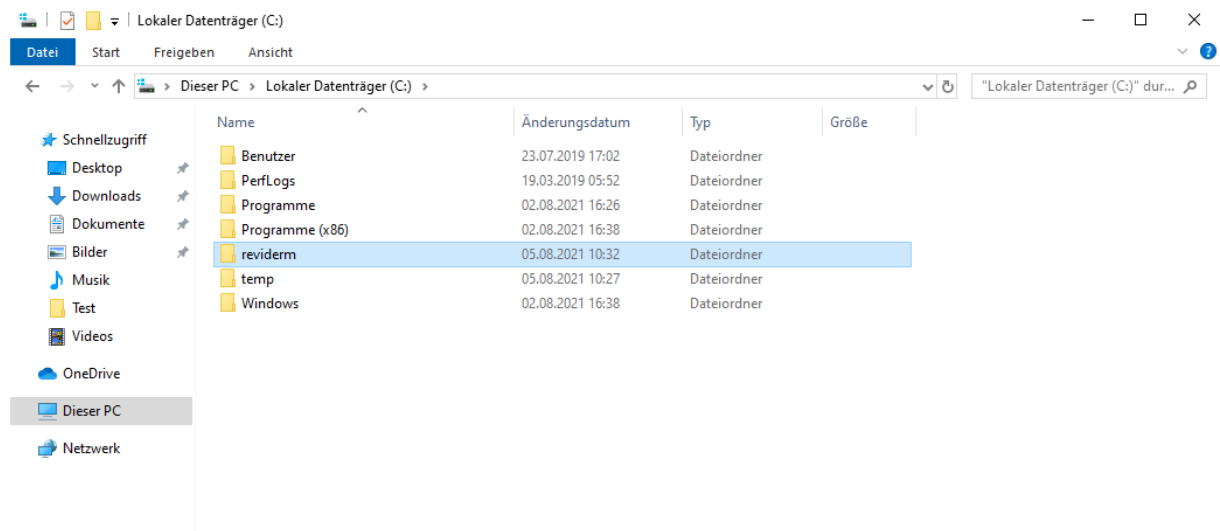 Lokaler Datenträger (C:)
Datei Start Freigeben Ansicht
Dieser PC Lokaler Datenträger (C:) "Lokaler Datenträger (C:)" dur...
Schnellzugriff
Desktop
Downloads
Dokumente
Bilder
Musik
Test
Videos
OneDrive
Dieser PC
Netzwerk
Name Änderungsdatum Typ Größe
Benutzer 23.07.2019 17:02 Dateiordner
PerfLogs 19.03.2019 05:52 Dateiordner
Programme 02.08.2021 16:26 Dateiordner
Programme (x86) 02.08.2021 16:38 Dateiordner
reviderm 05.08.2021 10:32 Dateiordner
temp 05.08.2021 10:27 Dateiordner
Windows 02.08.2021 16:38 Dateiordner